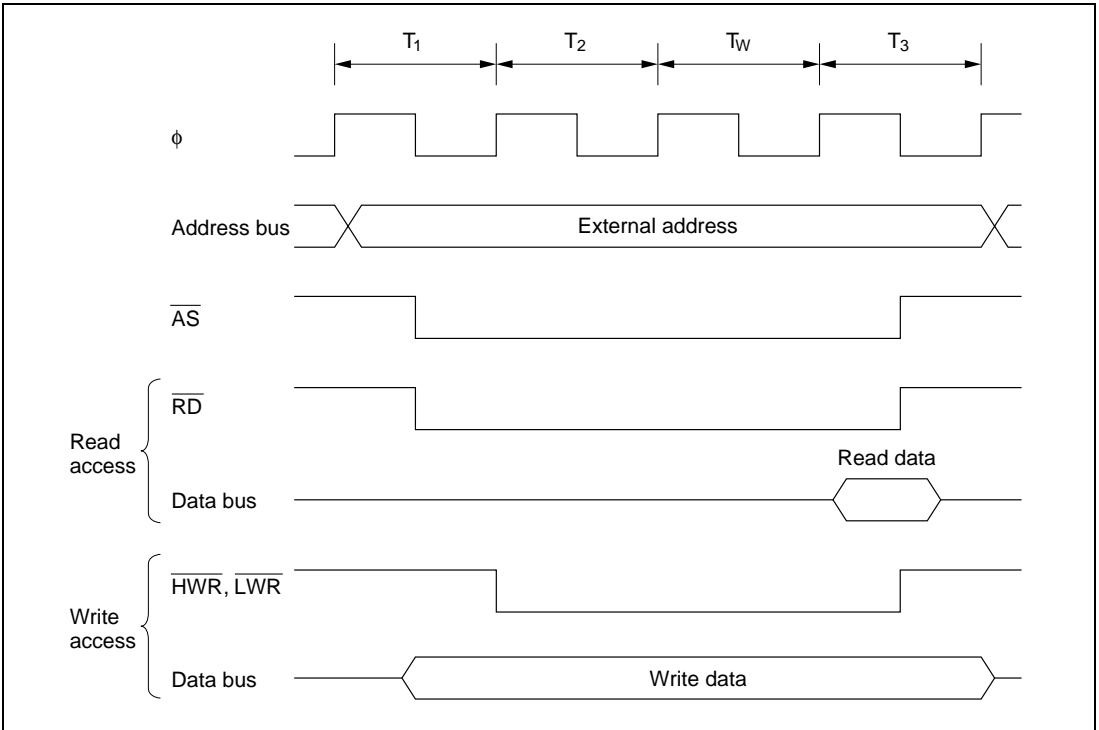 T1 T2 TW T3
φ
Address bus External address
AS
Read access
RD
Read data
Data bus
Write access
HWR, LWR
Data bus Write data